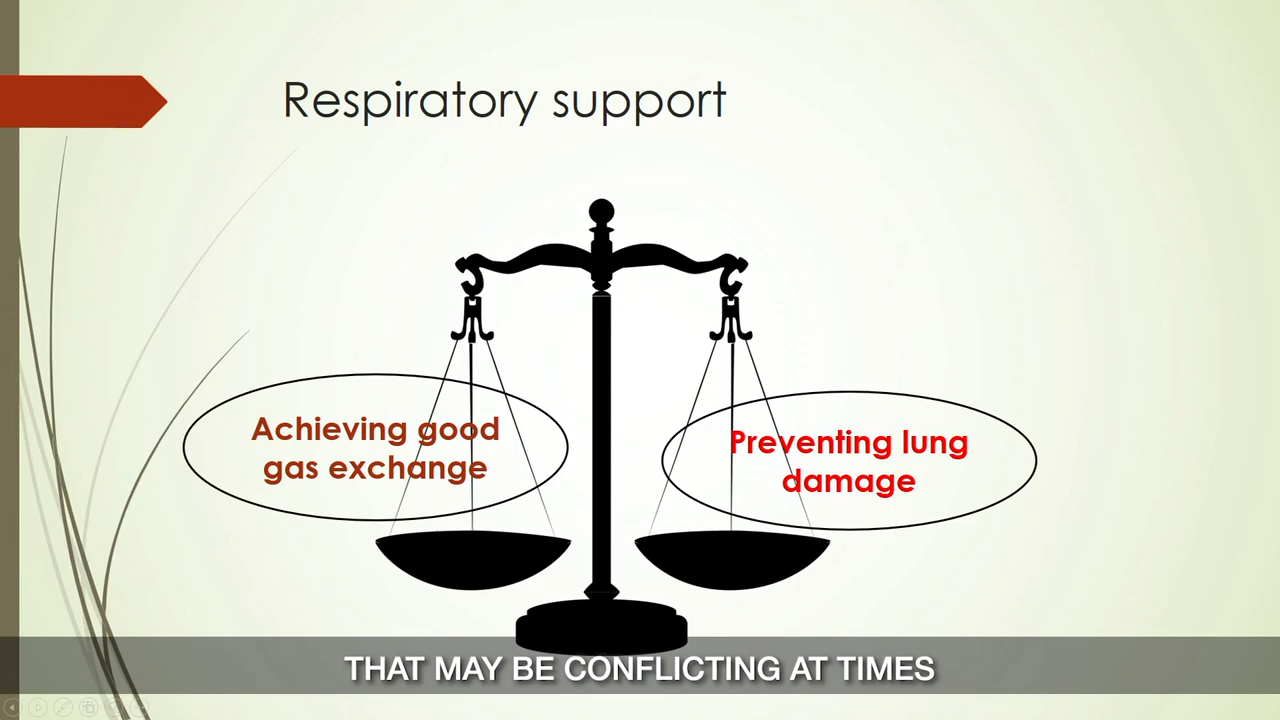 Respiratory support
Achieving good
gas exchange
Preventing lung
damage
THAT MAY BE CONFLICTING AT TIMES